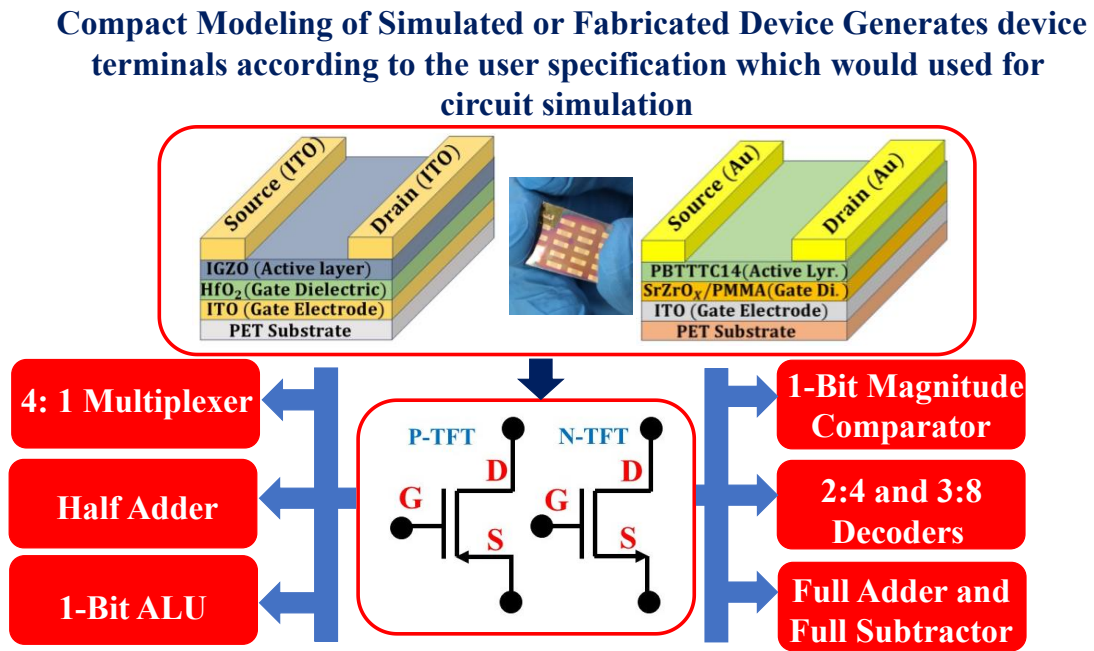 Compact Modeling of Simulated or Fabricated Device Generates device
terminals according to the user specification which would used for
circuit simulation
Source (ITO)
Drain (ITO)
IGZO (Active layer)
HfO₂(Gate Dielectric)
ITO (Gate Electrode)
PET Substrate
Source (Au)
Drain (Au)
PBTTTC14(Active Lyr.)
SrZrOₓ/PMMA(Gate Di.)
ITO (Gate Electrode)
PET Substrate
4: 1 Multiplexer
Half Adder
1-Bit ALU
P-TFT
D
G
S
N-TFT
D
G
S
1-Bit Magnitude
Comparator
2:4 and 3:8
Decoders
Full Adder and
Full Subtractor